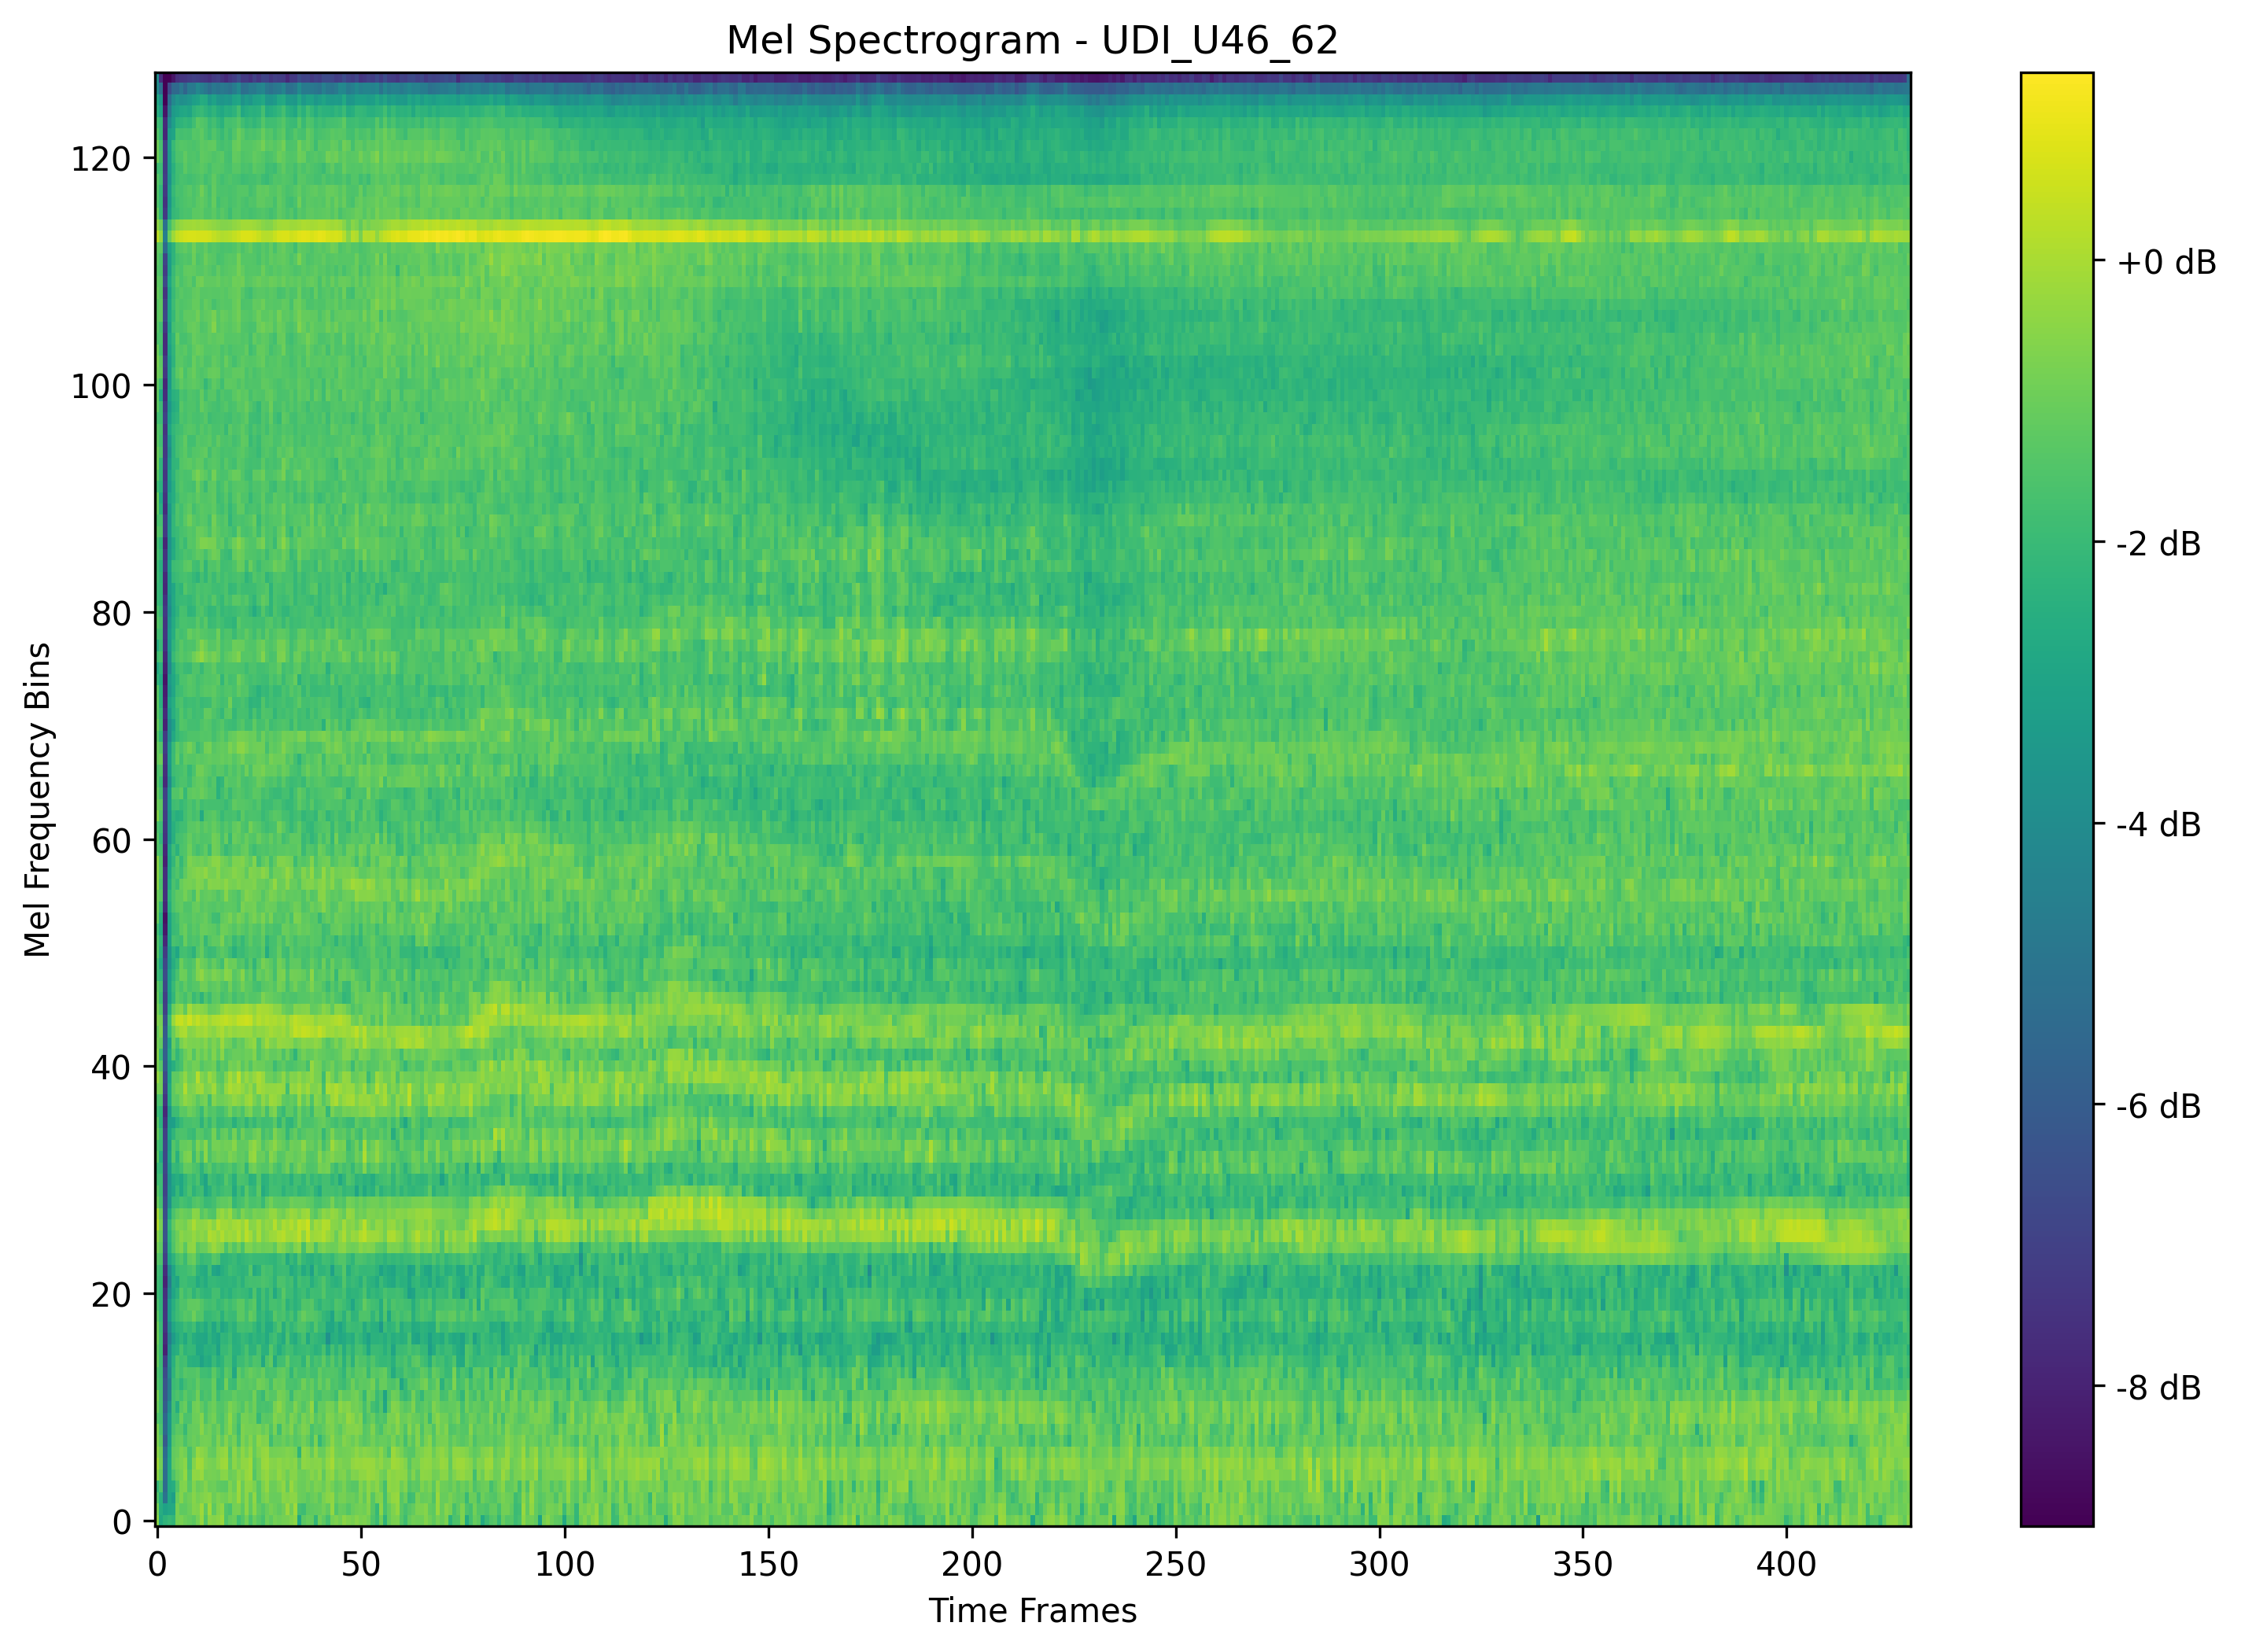 Mel Spectrogram - UDI_U46_62
Mel Frequency Bins
120
100
80
60
40
20
0
0 50 100 150 200 250 300 350 400
Time Frames
+0 dB
-2 dB
-4 dB
-6 dB
-8 dB